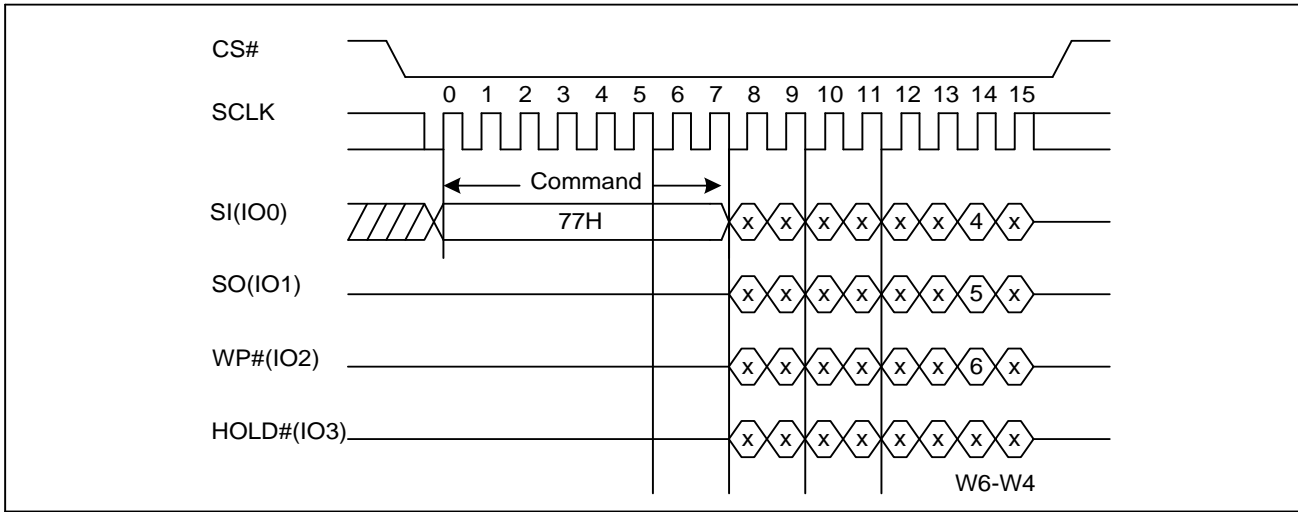 CS#
SCLK
0 1 2 3 4 5 6 7 8 9 10 11 12 13 14 15
Command
SI(IO0)
77H
x x x x x x 4 x
SO(IO1)
x x x x x x 5 x
WP#(IO2)
x x x x x x 6 x
HOLD#(IO3)
x x x x x x x x
W6-W4